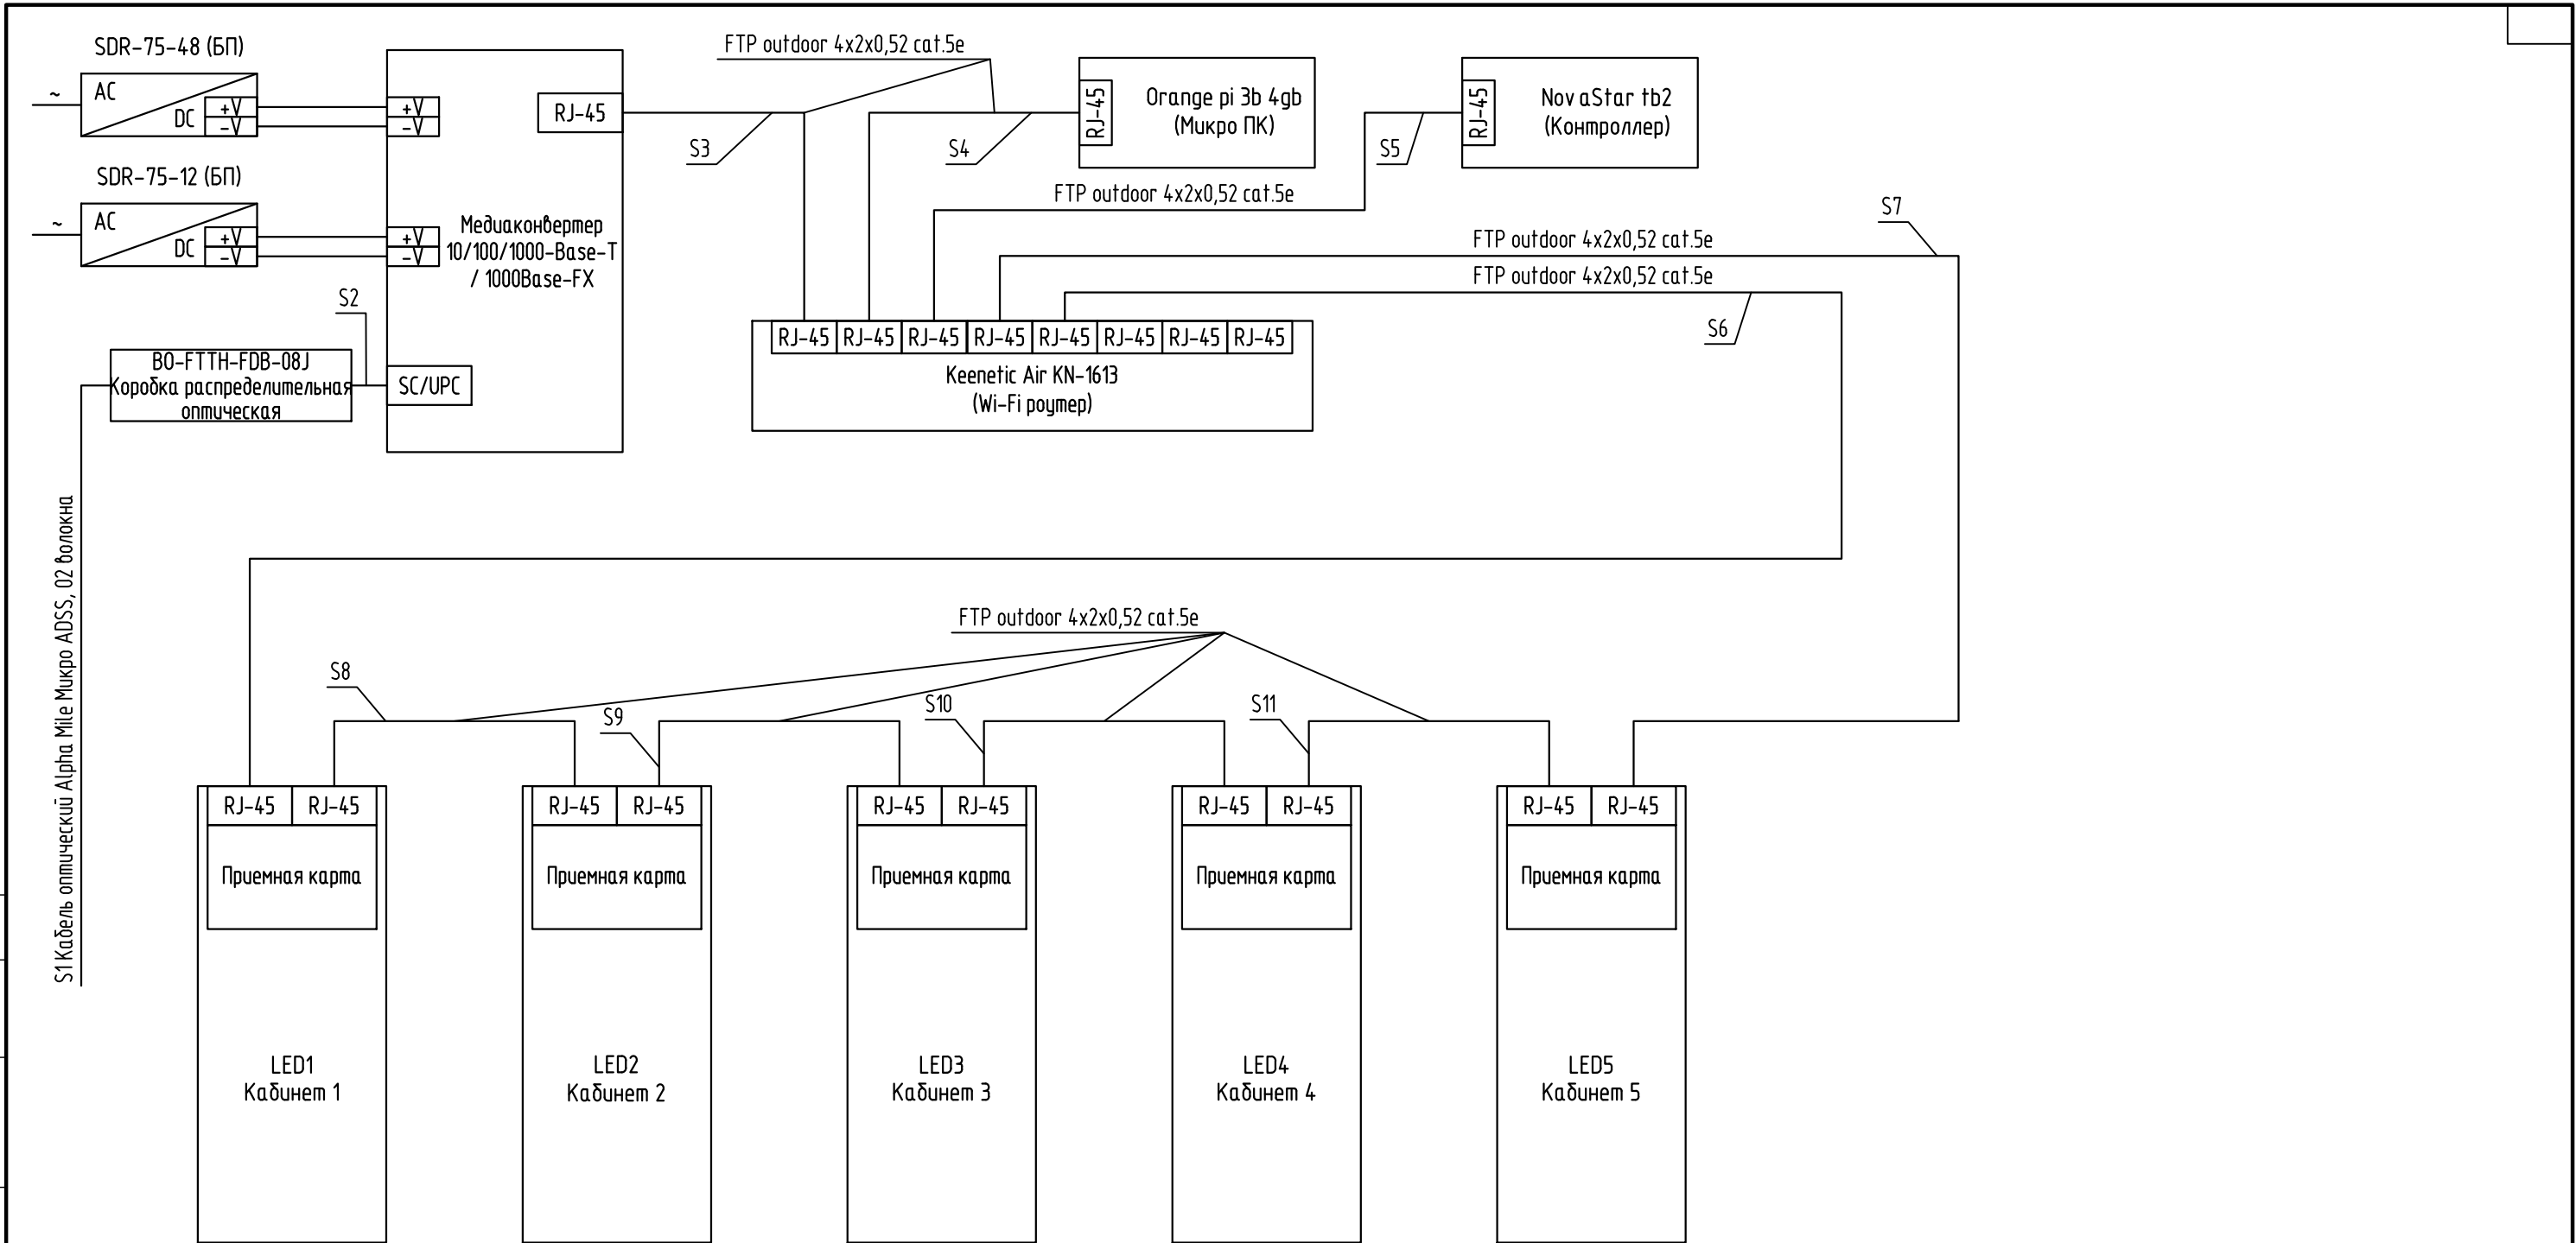 SDR-75-48 (БП)
~
AC
DC
+V
-V
+V
-V
RJ-45
SDR-75-12 (БП)
~
AC
DC
+V
-V
+V
-V
Медиаконвертер
10/100/1000-Base-T
/ 1000Base-FX
S2
BO-FTTH-FDB-08J
Коробка распределительная
оптическая
SC/UPC
S1 Кабель оптический Alpha Mile Микро ADSS, 02 волокна
FTP outdoor 4x2x0,52 cat.5e
S3
S4
RJ-45
Orange pi 3b 4gb
(Микро ПК)
S5
RJ-45
NovaStar tb2
(Контроллер)
FTP outdoor 4x2x0,52 cat.5e
S7
FTP outdoor 4x2x0,52 cat.5e
FTP outdoor 4x2x0,52 cat.5e
S6
RJ-45 RJ-45 RJ-45 RJ-45 RJ-45 RJ-45 RJ-45 RJ-45
Keenetic Air KN-1613
(Wi-Fi роутер)
FTP outdoor 4x2x0,52 cat.5e
S8
S9
S10
S11
RJ-45 RJ-45
Приемная карта
LED1
Кабинет 1
RJ-45 RJ-45
Приемная карта
LED2
Кабинет 2
RJ-45 RJ-45
Приемная карта
LED3
Кабинет 3
RJ-45 RJ-45
Приемная карта
LED4
Кабинет 4
RJ-45 RJ-45
Приемная карта
LED5
Кабинет 5